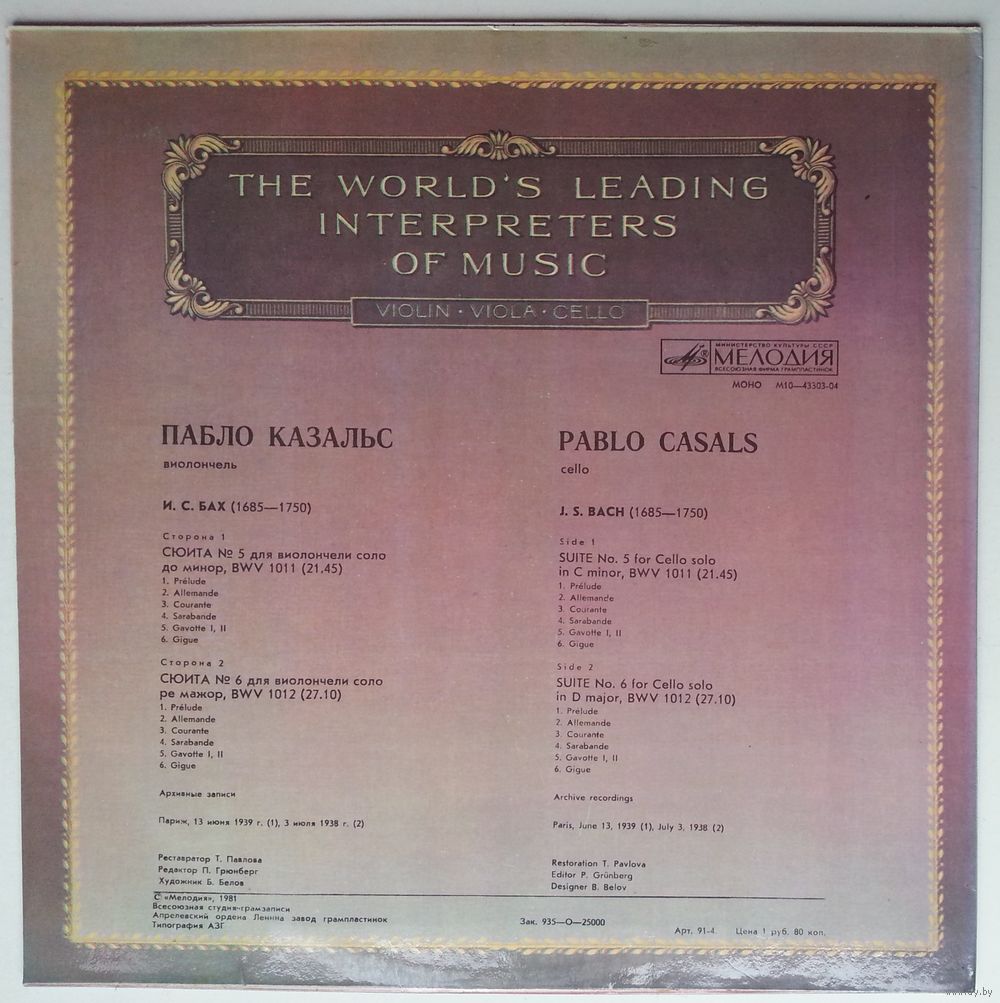 THE WORLD'S LEADING
INTERPRETERS
OF MUSIC
VIOLIN · VIOLA · CELLO
МИНИСТЕРСТВО КУЛЬТУРЫ СССР
МЕЛОДИЯ
ВСЕСОЮЗНАЯ ФИРМА ГРАМПЛАСТИНОК
МОНО М10—43303-04
ПАБЛО КАЗАЛЬС
виолончель
И. С. БАХ (1685—1750)
Сторона 1
СЮИТА № 5 для виолончели соло
до минор, BWV 1011 (21.45)
1. Prélude
2. Allemande
3. Courante
4. Sarabande
5. Gavotte I, II
6. Gigue
Сторона 2
СЮИТА № 6 для виолончели соло
ре мажор, BWV 1012 (27.10)
1. Prélude
2. Allemande
3. Courante
4. Sarabande
5. Gavotte I, II
6. Gigue
Архивные записи
Париж, 13 июня 1939 г. (1), 3 июля 1938 г. (2)
Реставратор Т. Павлова
Редактор П. Грюнберг
Художник Б. Белов
PABLO CASALS
cello
J. S. BACH (1685—1750)
Side 1
SUITE No. 5 for Cello solo
in C minor, BWV 1011 (21.45)
1. Prélude
2. Allemande
3. Courante
4. Sarabande
5. Gavotte I, II
6. Gigue
Side 2
SUITE No. 6 for Cello solo
in D major, BWV 1012 (27.10)
1. Prélude
2. Allemande
3. Courante
4. Sarabande
5. Gavotte I, II
6. Gigue
Archive recordings
Paris, June 13, 1939 (1), July 3, 1938 (2)
Restoration T. Pavlova
Editor P. Grünberg
Designer B. Belov
© «Мелодия», 1981
Всесоюзная студия грамзаписи
Апрелевский ордена Ленина завод грампластинок
Типография АЗГ
Зак. 935—О—25000
Арт. 91-4. Цена 1 руб. 80 коп.